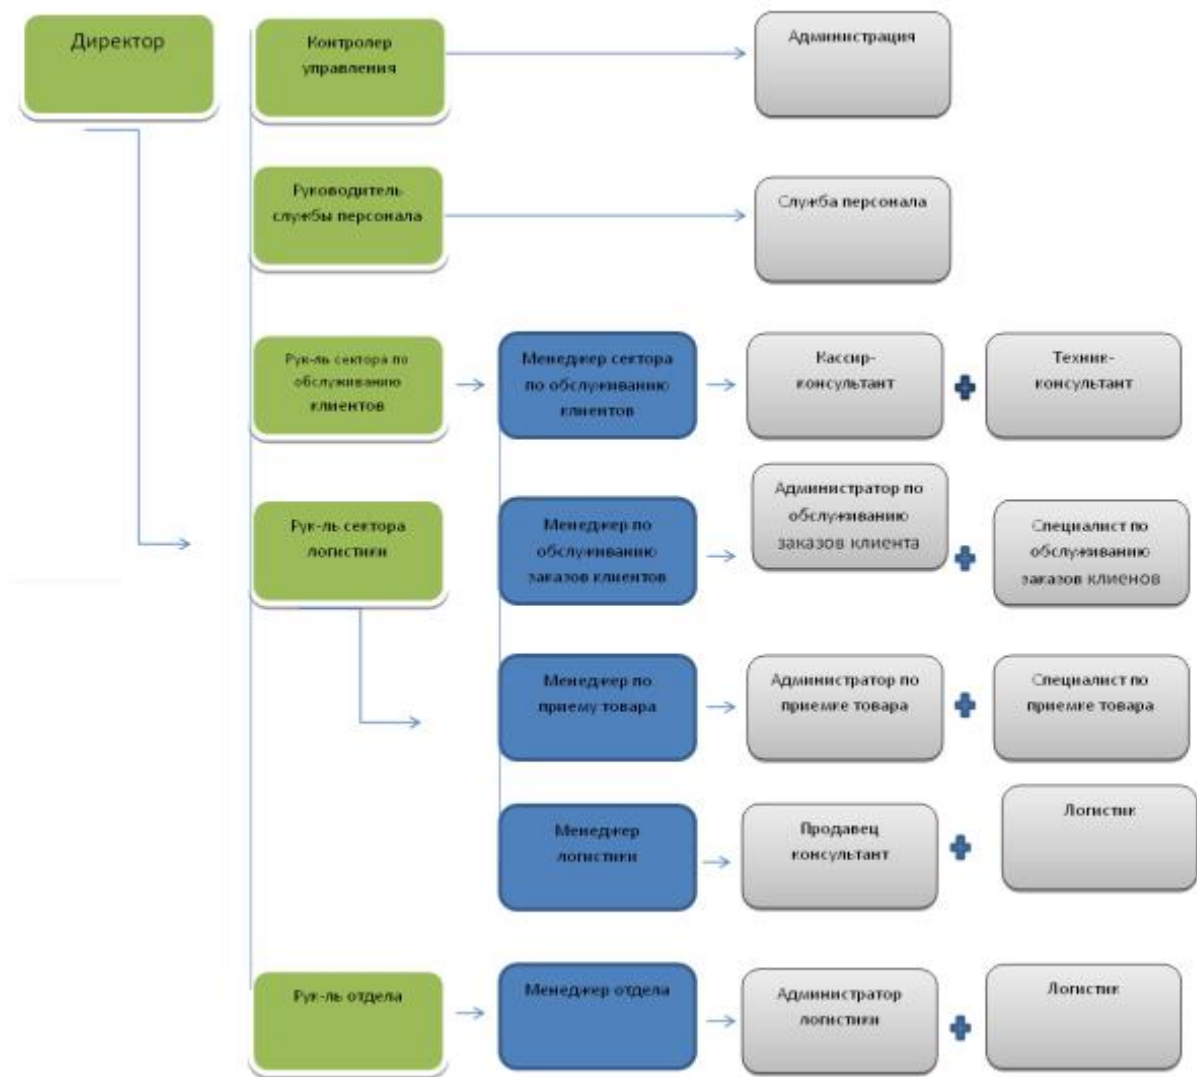 Директор
Контролер
управления
Администрация
Руководитель
службы персонала
Служба персонала
Рук-ль сектора по
обслуживанию
клиентов
Менеджер сектора
по обслуживанию
клиентов
Кассир-
консультант
Техник-
консультант
Рук-ль сектора
логистики
Менеджер по
обслуживанию
заказов клиентов
Администратор по
обслуживанию
заказов клиента
Специалист по
обслуживанию
заказов клиенов
Менеджер по
приему товара
Администратор по
приемке товара
Специалист по
приемке товара
Менеджер
логистики
Продавец
консультант
Логистик
Рук-ль отдела
Менеджер отдела
Администратор
логистики
Логистик